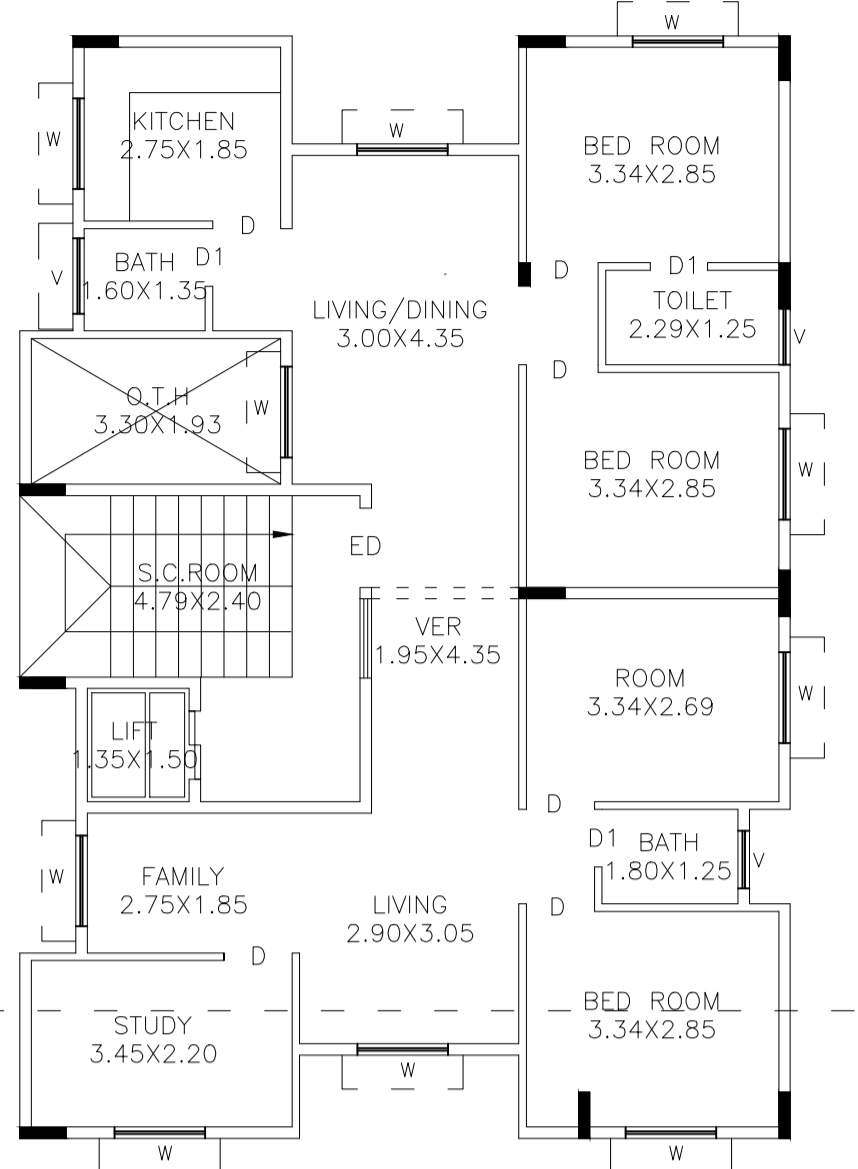 W
KITCHEN
2.75X1.85
W
W
BED ROOM
3.34X2.85
D
BATH
1.60X1.35
D1
V
D
D1
LIVING/DINING
3.00X4.35
TOILET
2.29X1.25
V
D
O.T.H
3.30X1.93
W
BED ROOM
3.34X2.85
W
ED
S.C.ROOM
4.79X2.40
VER
1.95X4.35
ROOM
3.34X2.69
W
LIFT
1.35X1.50
D
D1
BATH
1.80X1.25
V
W
FAMILY
2.75X1.85
LIVING
2.90X3.05
D
D
STUDY
3.45X2.20
BED ROOM
3.34X2.85
W
W
W